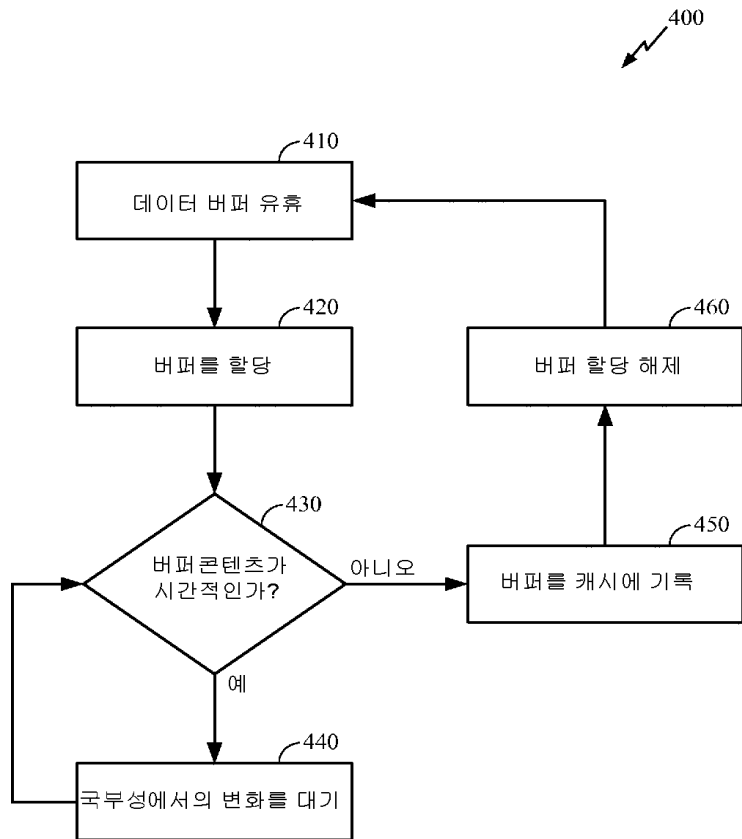 400
410
데이터 버퍼 유휴
420
버퍼를 할당
460
버퍼 할당 해제
430
버퍼콘텐츠가
시간적인가?
아니오
450
버퍼를 캐시에 기록
예
440
국부성에서의 변화를 대기